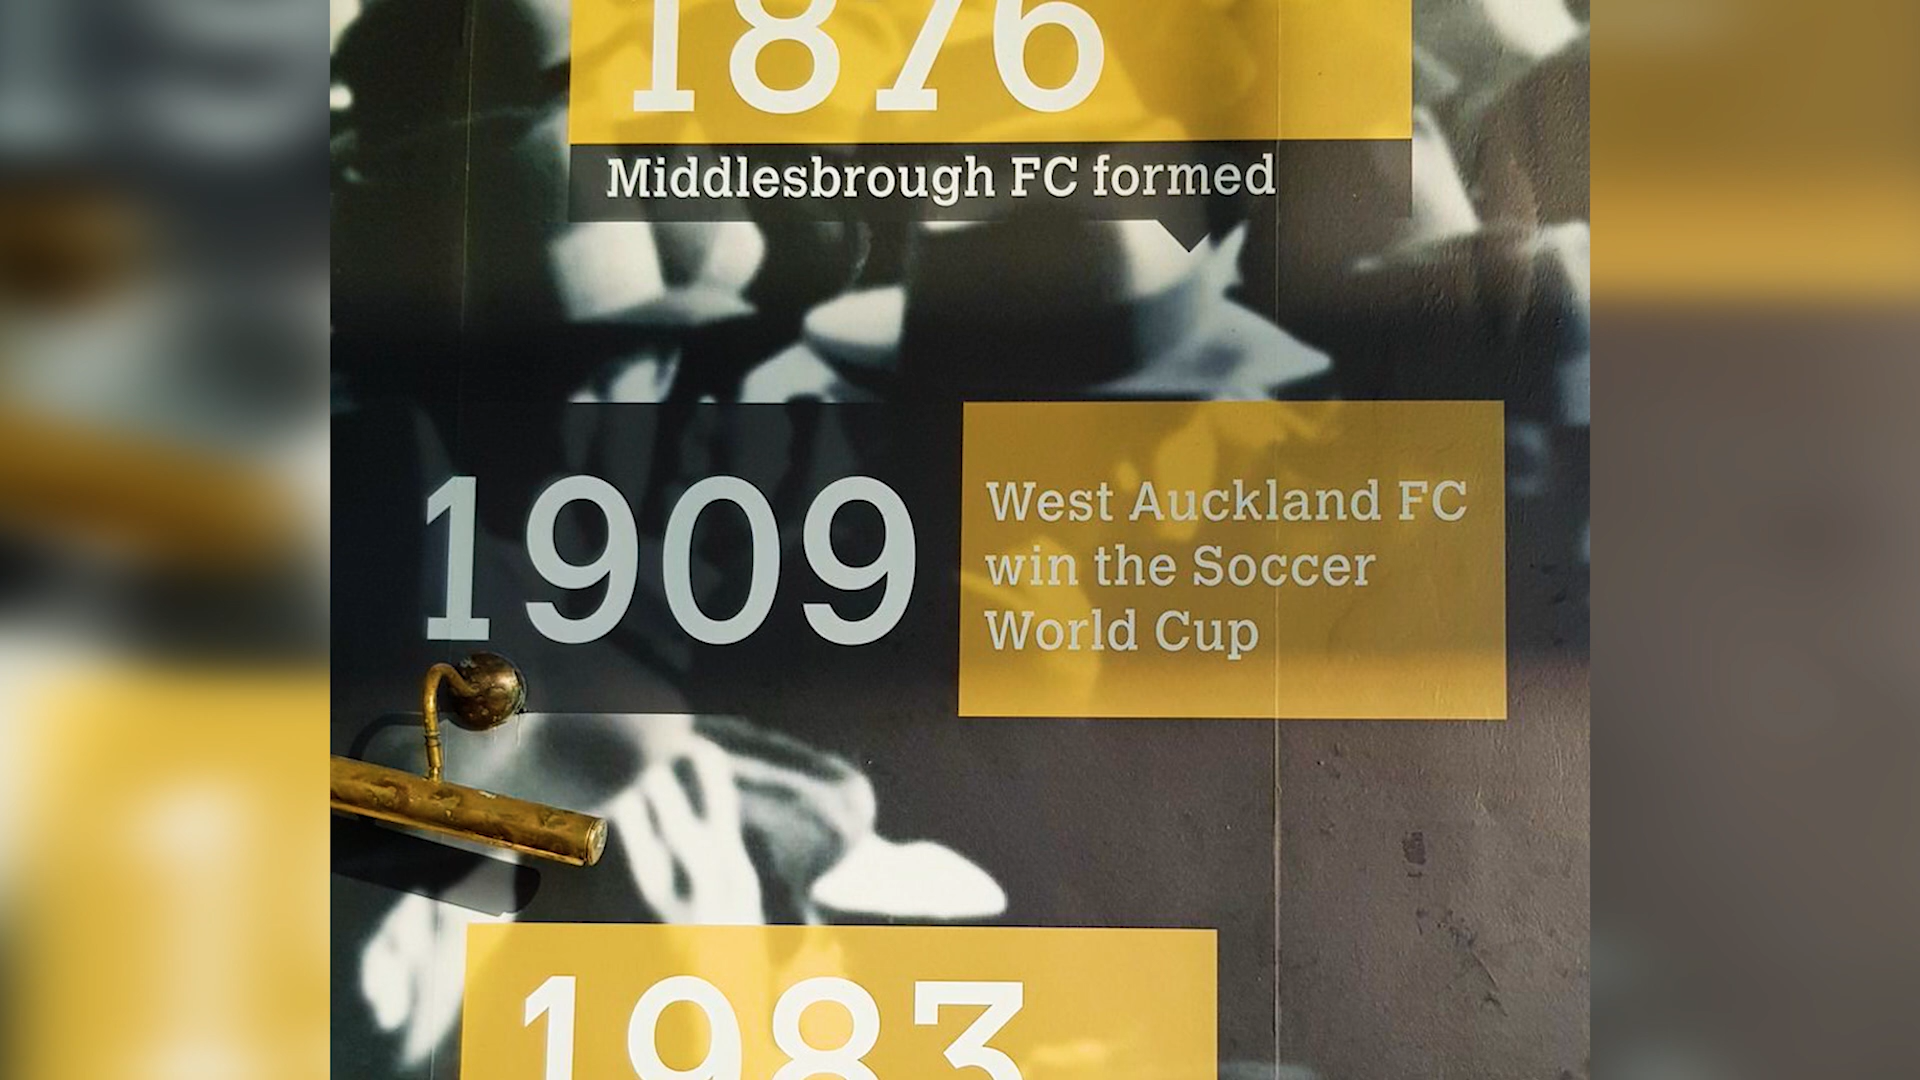 1876
Middlesbrough FC formed
1909
West Auckland FC
win the Soccer
World Cup
1983